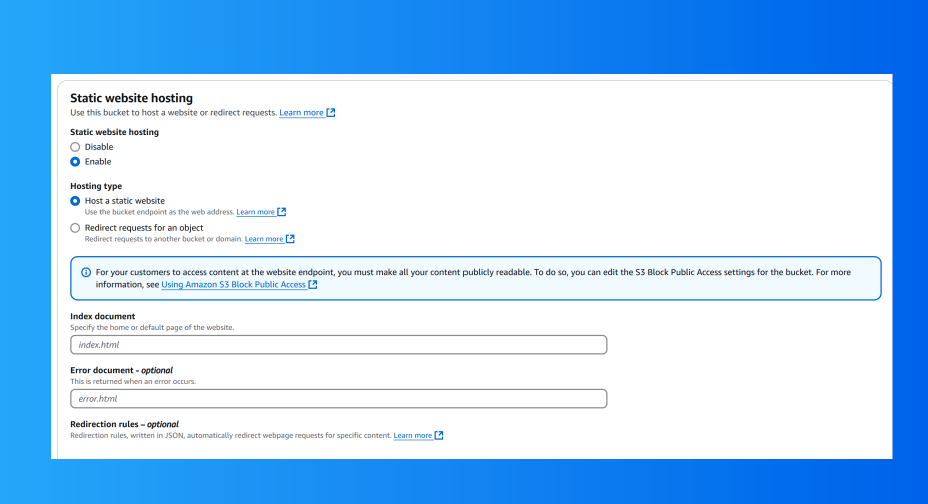 Static website hosting
Use this bucket to host a website or redirect requests. Learn more
Static website hosting
Disable
Enable
Hosting type
Host a static website
Use the bucket endpoint as the web address. Learn more
Redirect requests for an object
Redirect requests to another bucket or domain. Learn more
For your customers to access content at the website endpoint, you must make all your content publicly readable. To do so, you can edit the S3 Block Public Access settings for the bucket. For more
information, see Using Amazon S3 Block Public Access
Index document
Specify the home or default page of the website.
index.html
Error document - optional
This is returned when an error occurs.
error.html
Redirection rules – optional
Redirection rules, written in JSON, automatically redirect webpage requests for specific content. Learn more